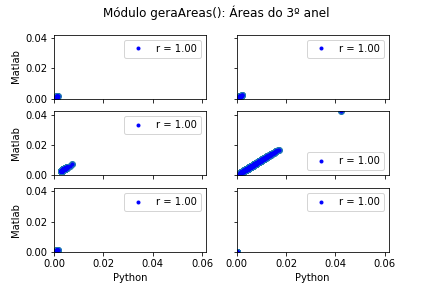 Módulo geraAreas(): Áreas do 3º anel
0.04
0.02
0.00
Matlab
r = 1.00
r = 1.00
0.04
0.02
0.00
Matlab
r = 1.00
r = 1.00
0.04
0.02
0.00
Matlab
r = 1.00
r = 1.00
0.00 0.02 0.04 0.06
0.00 0.02 0.04 0.06
Python
Python